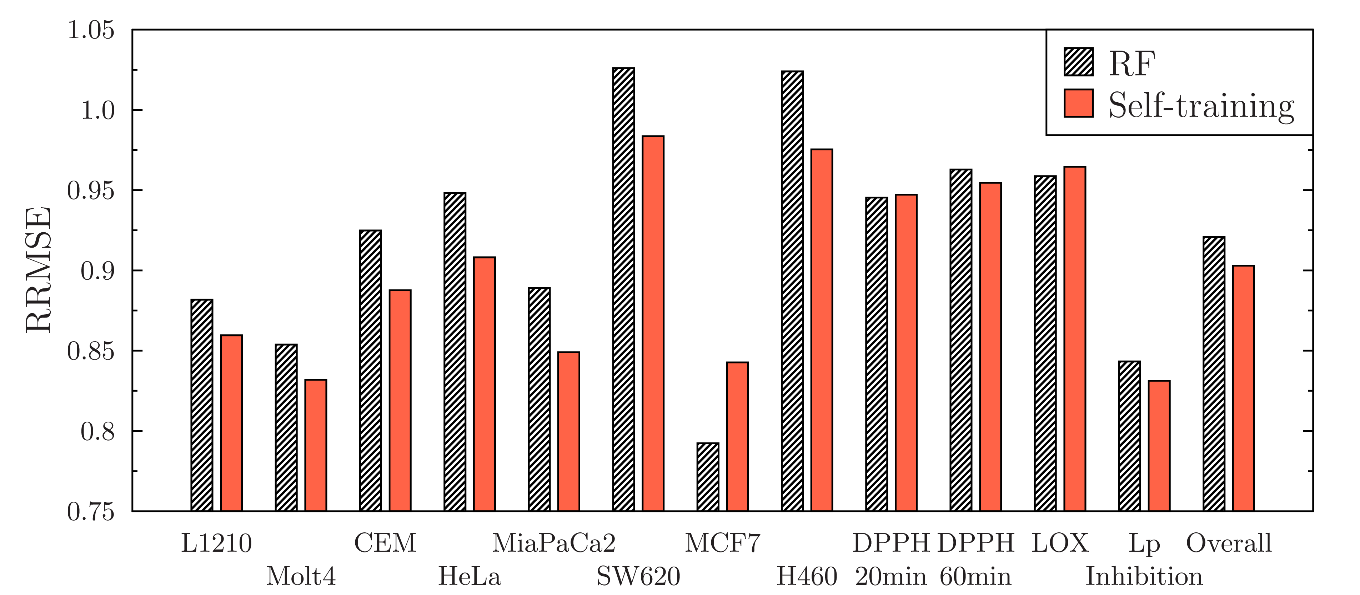 1.05
1.0
0.95
0.9
0.85
0.8
0.75
RRMSE
RF
Self-training
L1210
Molt4
CEM
HeLa
MiaPaCa2
SW620
MCF7
H460
DPPH
20min
DPPH
60min
LOX
Lp
Inhibition
Overall